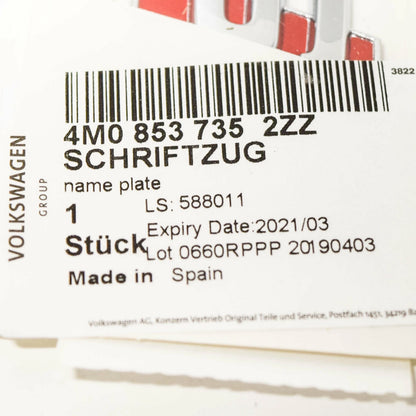 3822
4M0 853 735 2ZZ
SCHRIFTZUG
name plate
1 LS: 588011
Expiry Date:2021/03
Stück Lot 0660RPPP 20190403
Made in Spain
VOLKSWAGEN
GROUP
Volkswagen AG, Konzern Vertrieb Original Teile und Service, Postfach 1451, 34219